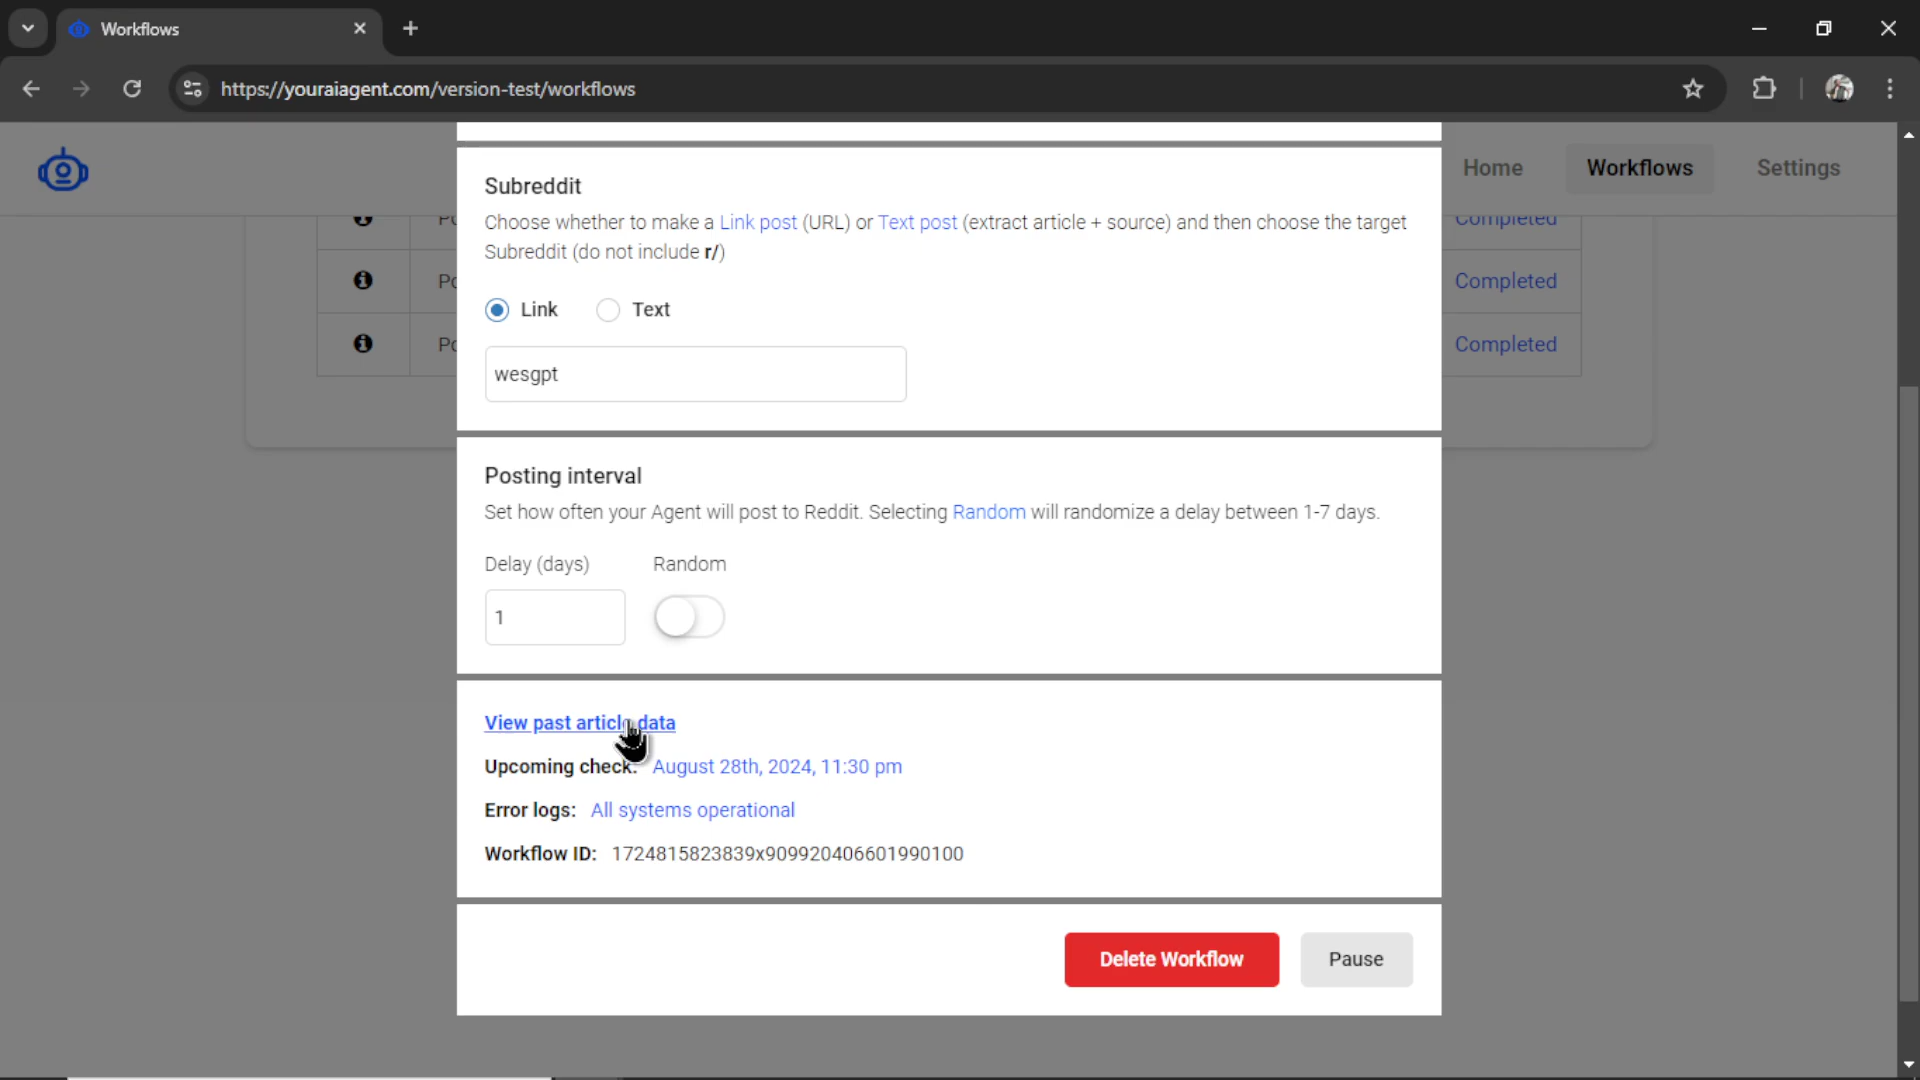 Workflows
https://youraiagent.com/version-test/workflows
Home
Workflows
Settings
Subreddit
Choose whether to make a Link post (URL) or Text post (extract article + source) and then choose the target
Subreddit (do not include r/)
Link
Text
wesgpt
Completed
Completed
Completed
Posting interval
Set how often your Agent will post to Reddit. Selecting Random will randomize a delay between 1-7 days.
Delay (days)
Random
1
View past article data
Upcoming check: August 28th, 2024, 11:30 pm
Error logs: All systems operational
Workflow ID: 1724815823839x909920406601990100
Delete Workflow
Pause